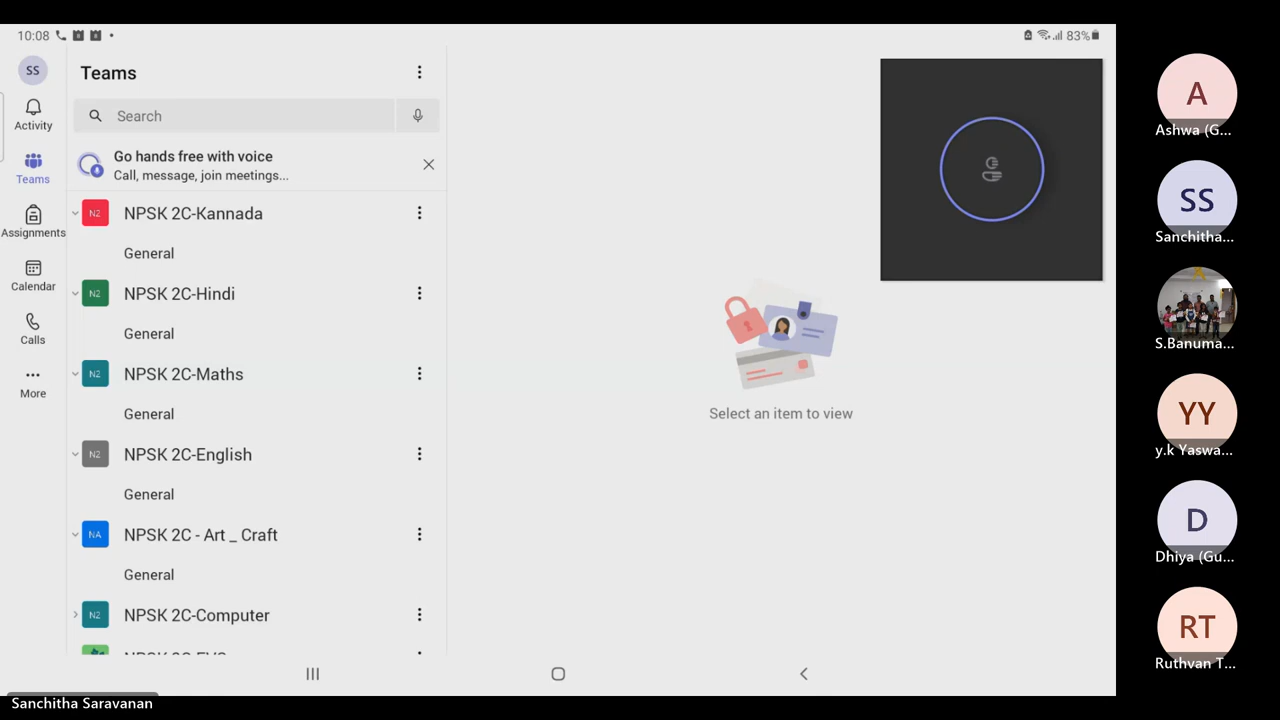 10:08
83%
SS
Activity
Teams
Assignments
Calendar
Calls
More
Teams
Search
Go hands free with voice
Call, message, join meetings...
N2 NPSK 2C-Kannada
General
N2 NPSK 2C-Hindi
General
N2 NPSK 2C-Maths
General
N2 NPSK 2C-English
General
NA NPSK 2C - Art _ Craft
General
N2 NPSK 2C-Computer
Select an item to view
A
Ashwa (G...
SS
Sanchitha...
S.Banuma...
YY
y.k Yaswa...
D
Dhiya (Gu...
RT
Ruthvan T...
Sanchitha Saravanan